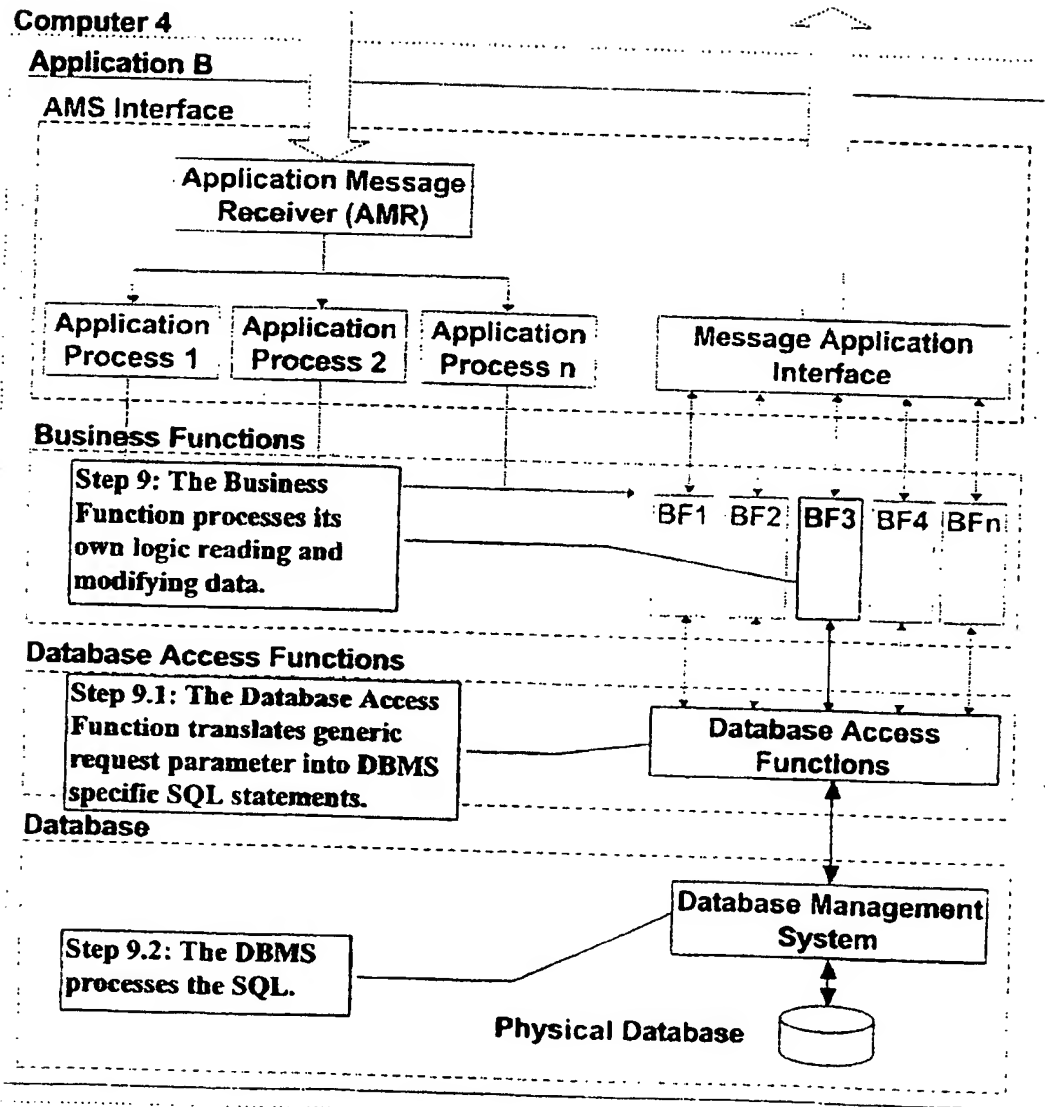 Computer 4
Application B
AMS Interface
Application Message
Receiver (AMR)
Application
Process 1
Application
Process 2
Application
Process n
Message Application
Interface
Business Functions
Step 9: The Business
Function processes its
own logic reading and
modifying data.
BF1
BF2
BF3
BF4
BFn
Database Access Functions
Step 9.1: The Database Access
Function translates generic
request parameter into DBMS
specific SQL statements.
Database Access
Functions
Database
Database Management
System
Step 9.2: The DBMS
processes the SQL.
Physical Database